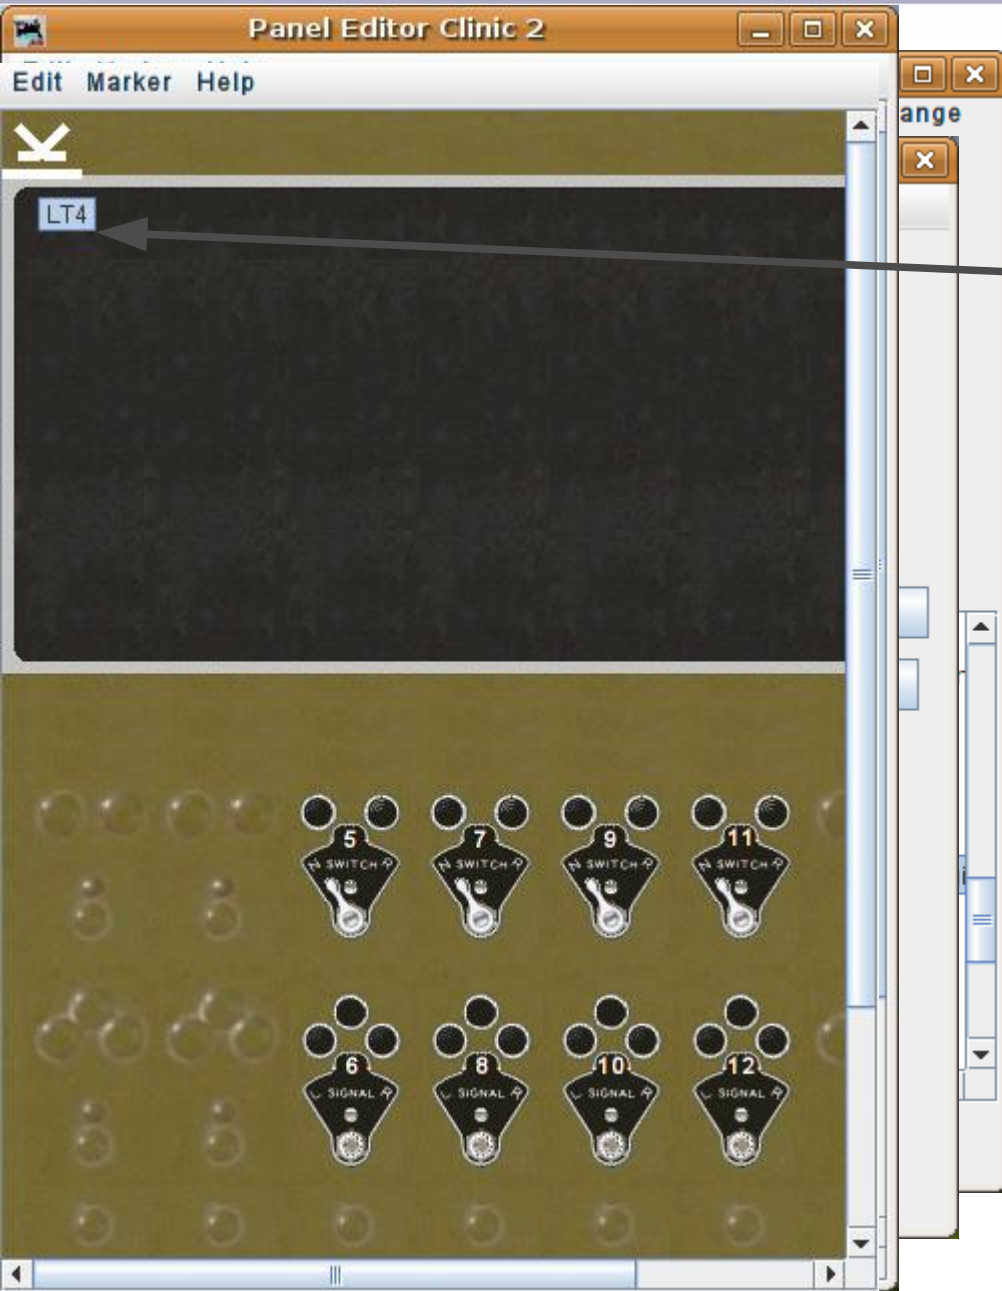 Panel Editor Clinic 2
Edit Marker Help
ange
LT4
5 7 9 11
N SWITCH R N SWITCH R N SWITCH R N SWITCH R
6 8 10 12
L SIGNAL R L SIGNAL R L SIGNAL R L SIGNAL R